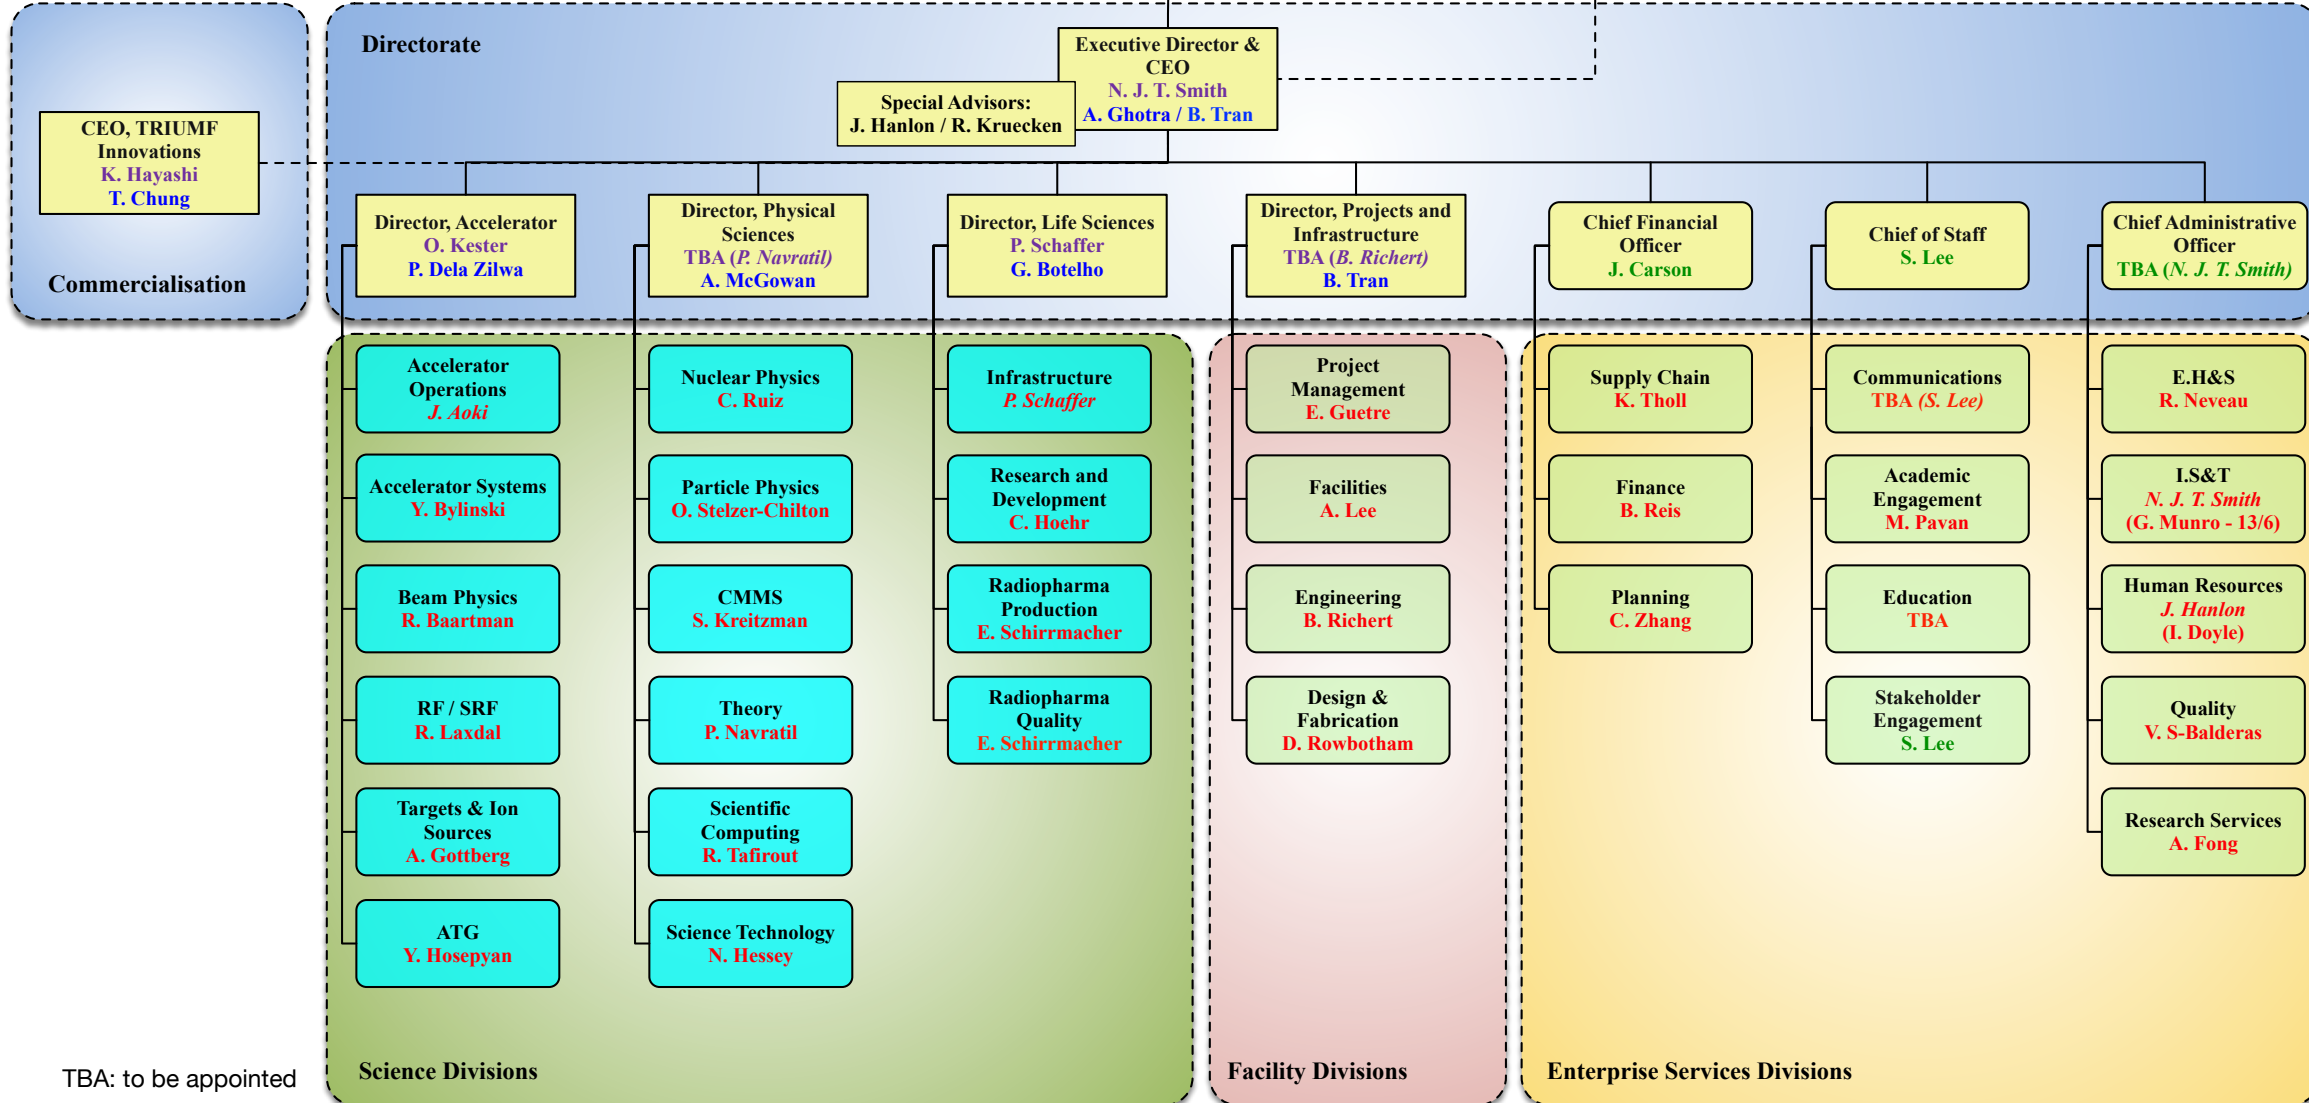 Directorate
Executive Director &
CEO
N. J. T. Smith
A. Ghotra / B. Tran
Special Advisors:
J. Hanlon / R. Kruecken
CEO, TRIUMF
Innovations
K. Hayashi
T. Chung
Commercialisation
Director, Accelerator
O. Kester
P. Dela Zilwa
Director, Physical
Sciences
TBA (P. Navratil)
A. McGowan
Director, Life Sciences
P. Schaffer
G. Botelho
Director, Projects and
Infrastructure
TBA (B. Richert)
B. Tran
Chief Financial
Officer
J. Carson
Chief of Staff
S. Lee
Chief Administrative
Officer
TBA (N. J. T. Smith)
Accelerator
Operations
J. Aoki
Accelerator Systems
Y. Bylinski
Beam Physics
R. Baartman
RF / SRF
R. Laxdal
Targets & Ion
Sources
A. Gottberg
ATG
Y. Hosepyan
Nuclear Physics
C. Ruiz
Particle Physics
O. Stelzer-Chilton
CMMS
S. Kreitzman
Theory
P. Navratil
Scientific
Computing
R. Tafirout
Science Technology
N. Hessey
Infrastructure
P. Schaffer
Research and
Development
C. Hoehr
Radiopharma
Production
E. Schirrmacher
Radiopharma
Quality
E. Schirrmacher
Science Divisions
Project
Management
E. Guetre
Facilities
A. Lee
Engineering
B. Richert
Design &
Fabrication
D. Rowbotham
Facility Divisions
Supply Chain
K. Tholl
Finance
B. Reis
Planning
C. Zhang
Communications
TBA (S. Lee)
Academic
Engagement
M. Pavan
Education
TBA
Stakeholder
Engagement
S. Lee
E.H&S
R. Neveau
I.S&T
N. J. T. Smith
(G. Munro - 13/6)
Human Resources
J. Hanlon
(I. Doyle)
Quality
V. S-Balderas
Research Services
A. Fong
Enterprise Services Divisions
TBA: to be appointed